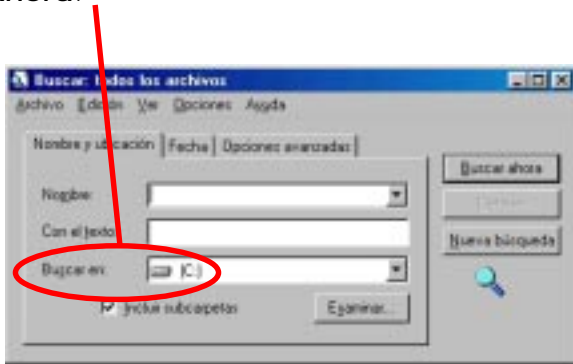 ahora.
Buscar: todos los archivos
Archivo Edición Ver Opciones Ayuda
Nombre y ubicación Fecha Opciones avanzadas
Buscar ahora
Nombre:
Con el texto:
Nueva búsqueda
Buscar en: (C:)
Incluir subcarpetas Examinar...